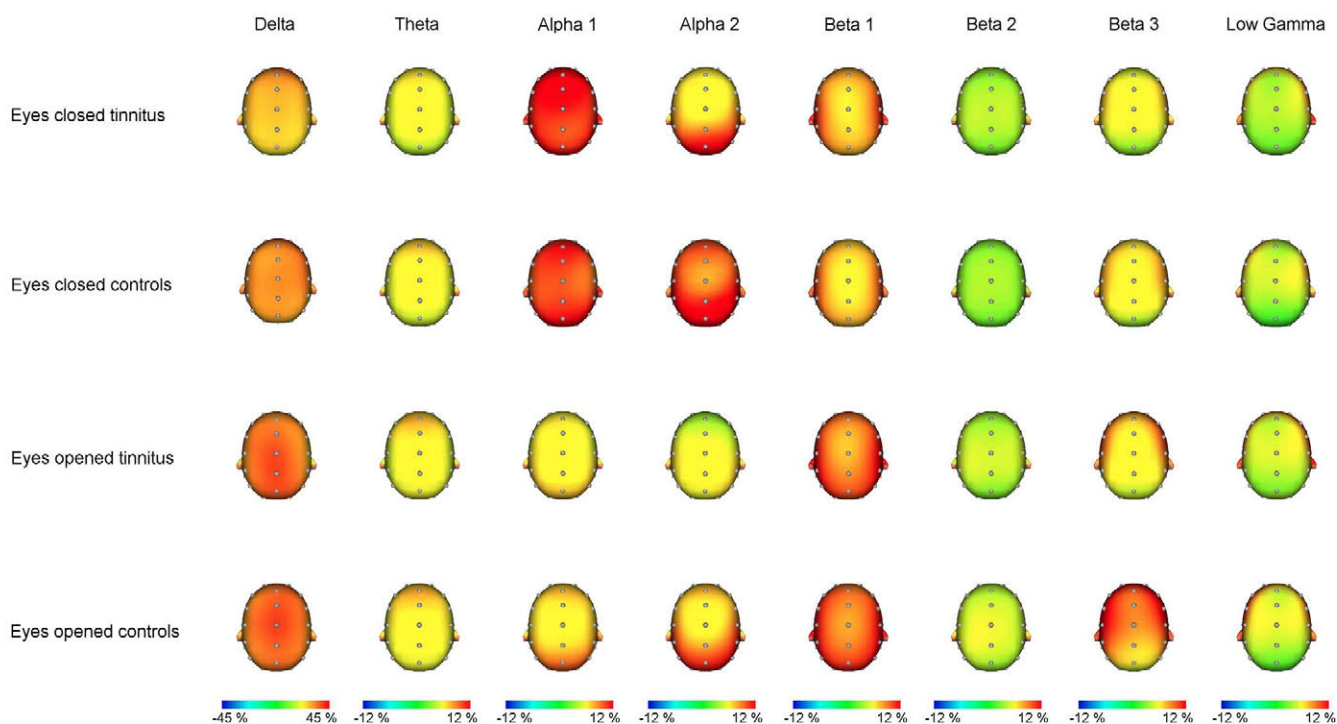 Delta Theta Alpha 1 Alpha 2 Beta 1 Beta 2 Beta 3 Low Gamma
Eyes closed tinnitus
Eyes closed controls
Eyes opened tinnitus
Eyes opened controls
-45 % 45 % -12 % 12 % -12 % 12 % -12 % 12 % -12 % 12 % -12 % 12 % -12 % 12 % -12 % 12 %